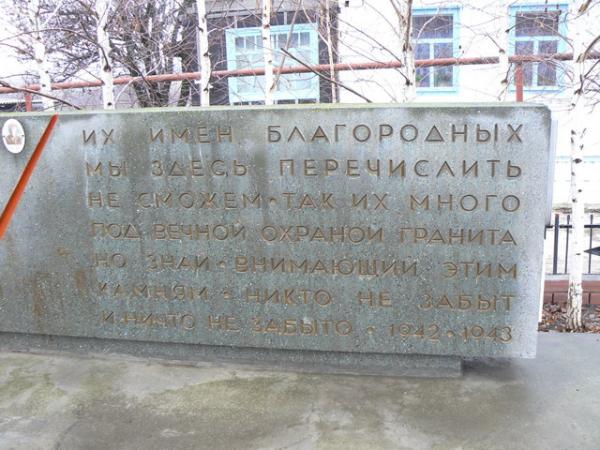 ИХ ИМЕН БЛАГОРОДНЫХ
МЫ ЗДЕСЬ ПЕРЕЧИСЛИТЬ
НЕ СМОЖЕМ • ТАК ИХ МНОГО
ПОД ВЕЧНОЙ ОХРАНОЙ ГРАНИТА
НО ЗНАЙ • ВНИМАЮЩИЙ ЭТИМ
КАМНЯМ • НИКТО НЕ ЗАБЫТ
И НИЧТО НЕ ЗАБЫТО • 1942 • 1943